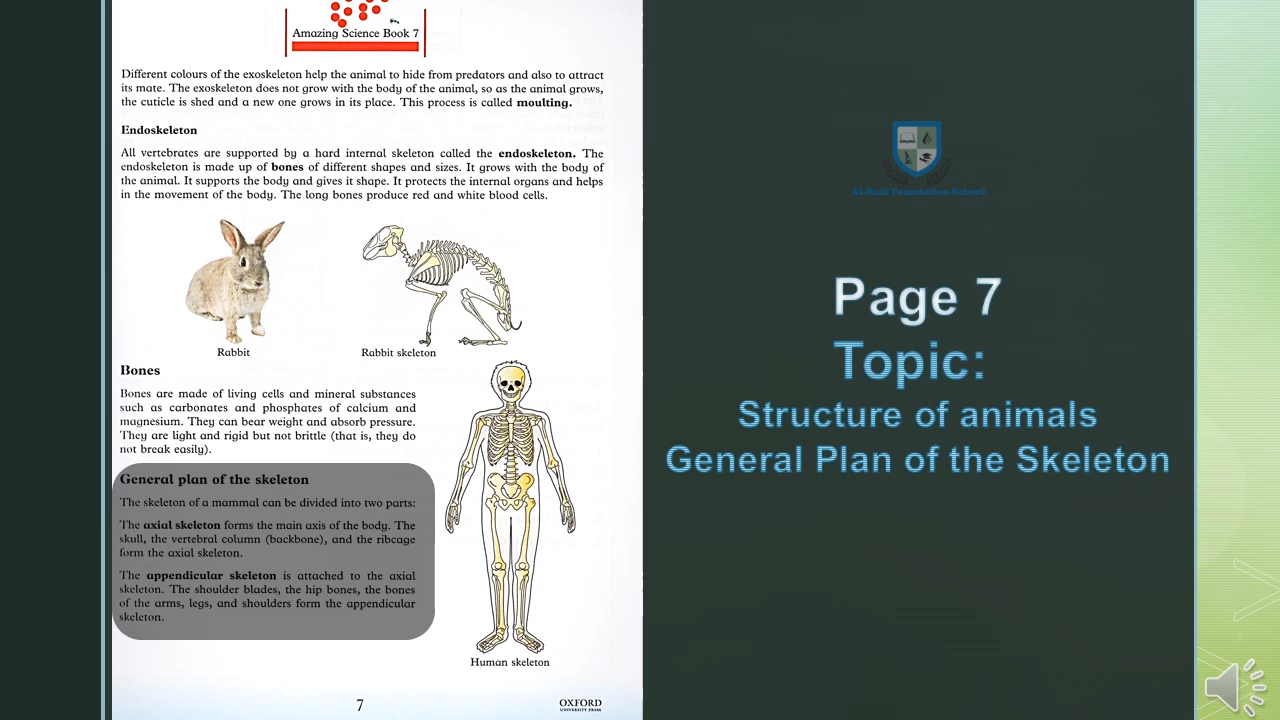 Amazing Science Book 7
Different colours of the exoskeleton help the animal to hide from predators and also to attract
its mate. The exoskeleton does not grow with the body of the animal, so as the animal grows,
the cuticle is shed and a new one grows in its place. This process is called moulting.
Endoskeleton
All vertebrates are supported by a hard internal skeleton called the endoskeleton. The
endoskeleton is made up of bones of different shapes and sizes. It grows with the body of
the animal. It supports the body and gives it shape. It protects the internal organs and helps
in the movement of the body. The long bones produce red and white blood cells.
Rabbit
Rabbit skeleton
Bones
Bones are made of living cells and mineral substances
such as carbonates and phosphates of calcium and
magnesium. They can bear weight and absorb pressure.
They are light and rigid but not brittle (that is, they do
not break easily).
General plan of the skeleton
The skeleton of a mammal can be divided into two parts:
The axial skeleton forms the main axis of the body. The
skull, the vertebral column (backbone), and the ribcage
form the axial skeleton.
The appendicular skeleton is attached to the axial
skeleton. The shoulder blades, the hip bones, the bones
of the arms, legs, and shoulders form the appendicular
skeleton.
Human skeleton
7
OXFORD
UNIVERSITY PRESS
Al-Hadi Foundation School
Page 7
Topic:
Structure of animals
General Plan of the Skeleton